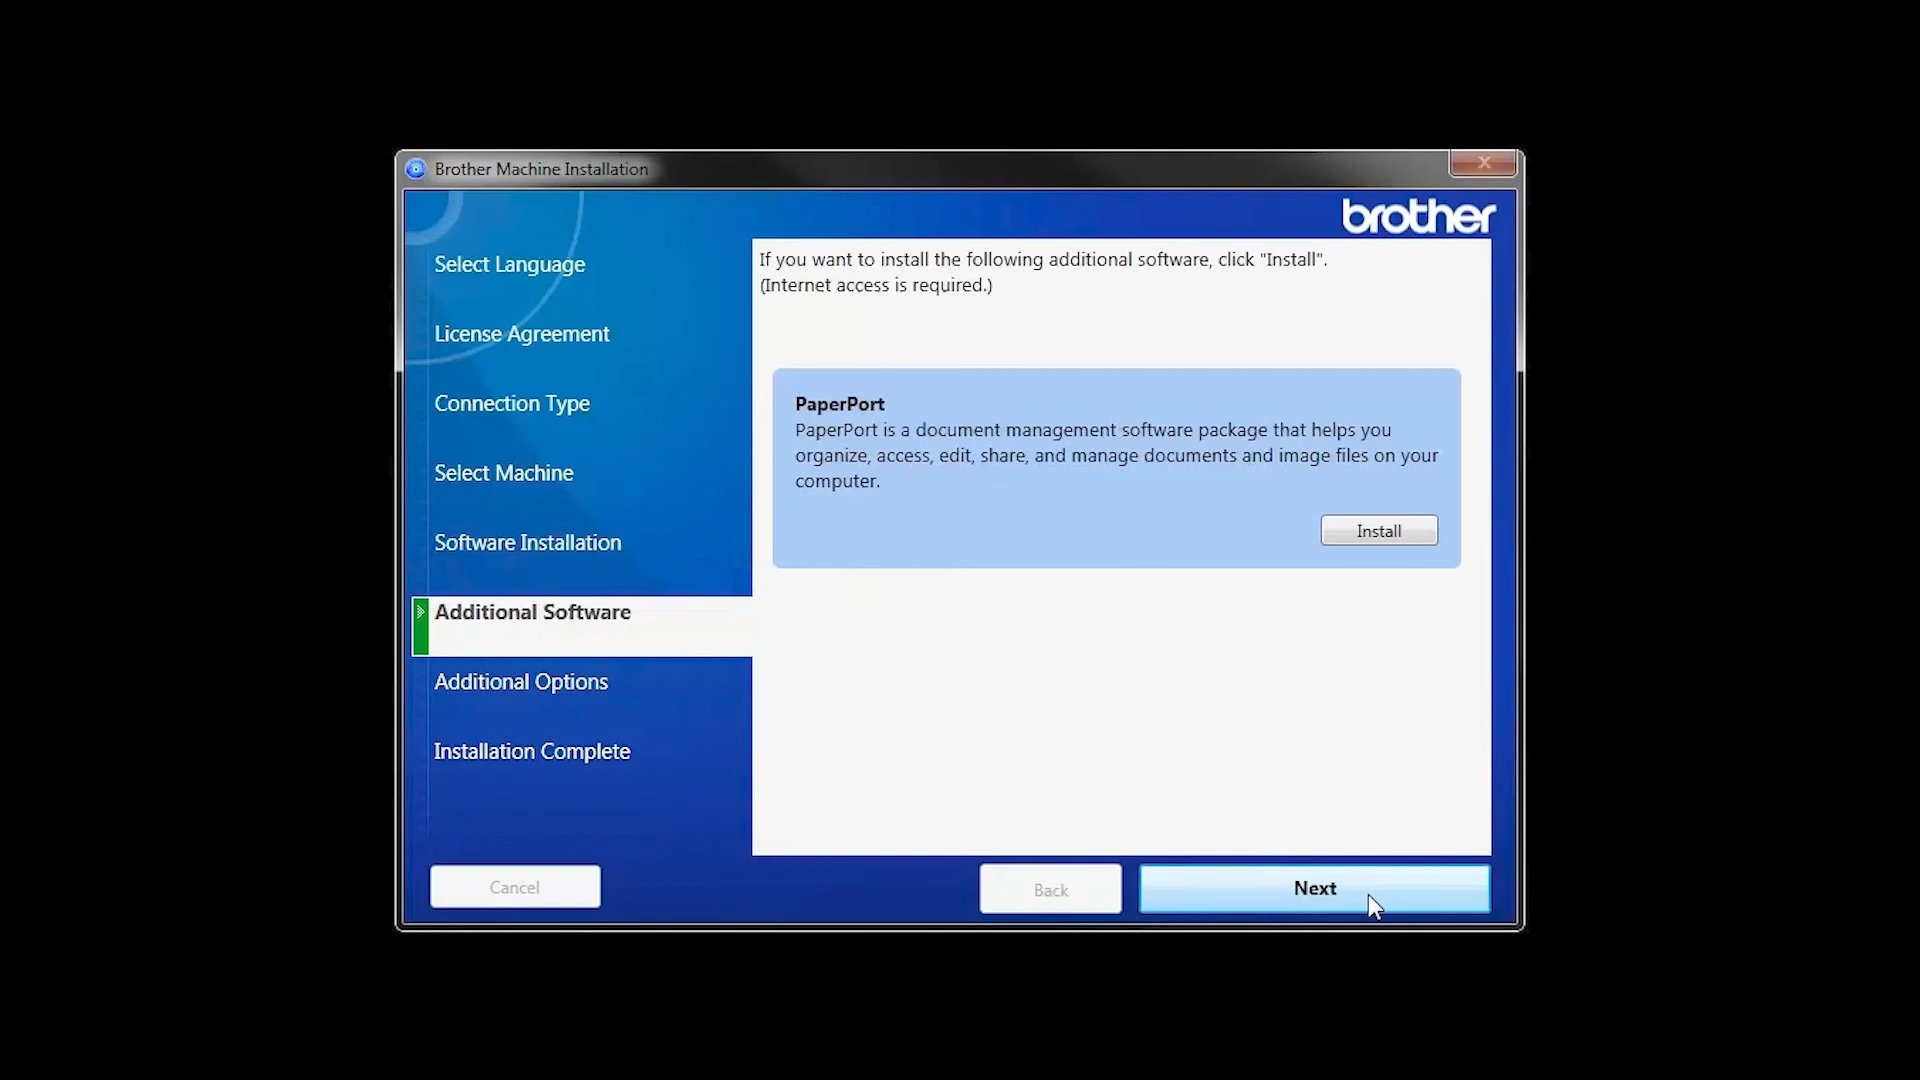 Brother Machine Installation
X
brother
Select Language
License Agreement
Connection Type
Select Machine
Software Installation
Additional Software
Additional Options
Installation Complete
If you want to install the following additional software, click "Install".
(Internet access is required.)
PaperPort
PaperPort is a document management software package that helps you
organize, access, edit, share, and manage documents and image files on your
computer.
Install
Cancel
Back
Next